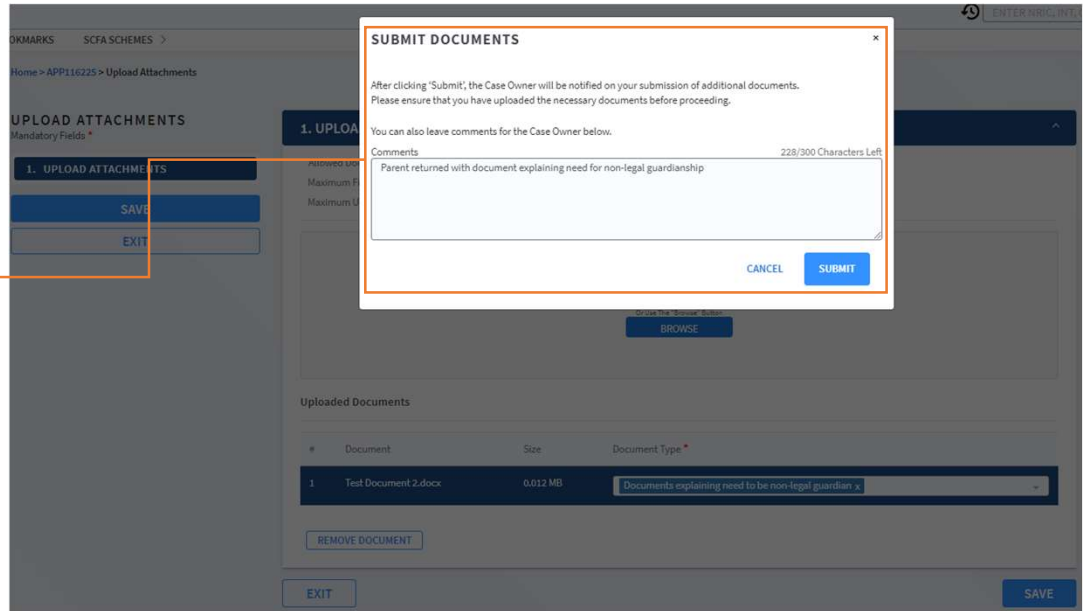 ENTER NRIC, INT,
OKMARKS SCFA SCHEMES >
Home > APP116225 > Upload Attachments
UPLOAD ATTACHMENTS
Mandatory Fields *
1. UPLOAD ATTACHMENTS
SAVE
EXIT
1. UPLOA
Maximum Fi
Maximum U
SUBMIT DOCUMENTS ×
After clicking 'Submit', the Case Owner will be notified on your submission of additional documents.
Please ensure that you have uploaded the necessary documents before proceeding.
You can also leave comments for the Case Owner below.
Comments 228/300 Characters Left
Parent returned with document explaining need for non-legal guardianship
CANCEL SUBMIT
Or Use The "Browse" Button
BROWSE
Uploaded Documents
# Document Size Document Type *
1 Test Document 2.docx 0.012 MB Documents explaining need to be non-legal guardian x
REMOVE DOCUMENT
EXIT SAVE